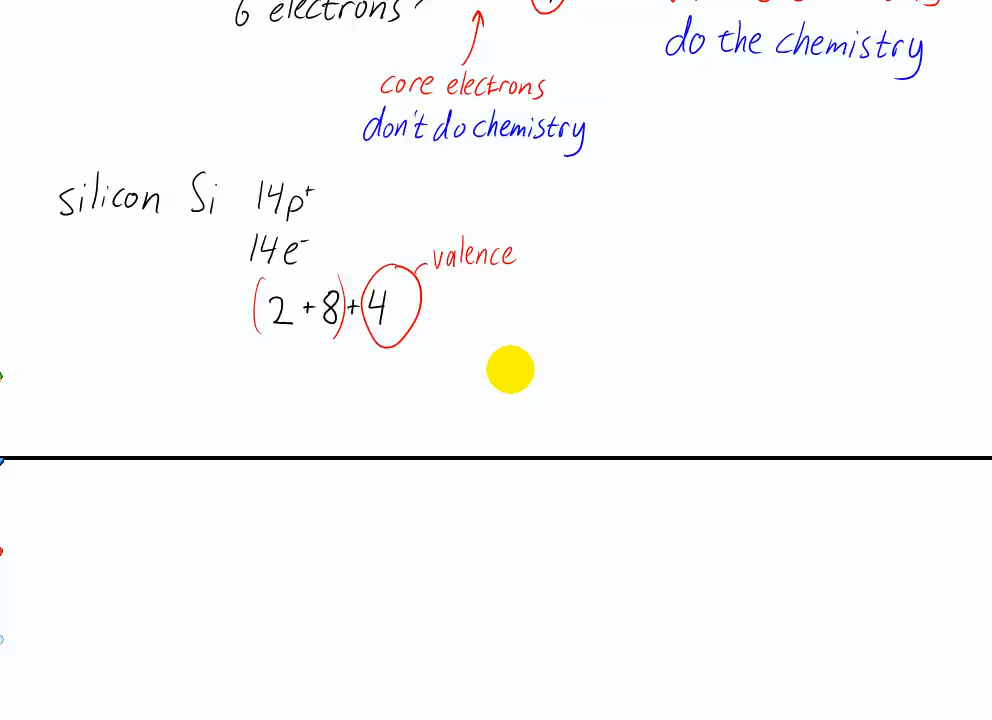 6 electrons
do the chemistry
core electrons
don't do chemistry
silicon Si 14p⁺
14e⁻
valence
(2 + 8) + 4